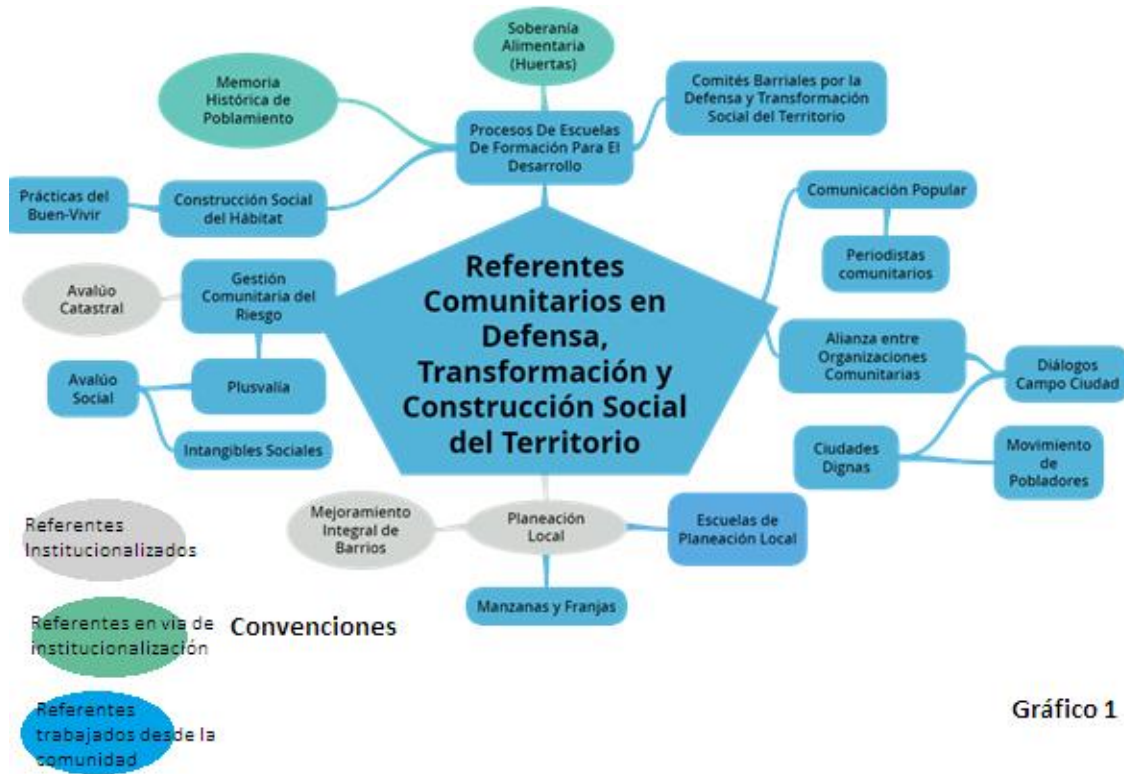 Soberanía
Alimentaria
(Huertas)
Memoria
Histórica de
Poblamiento
Comités Barriales por la
Defensa y Transformación
Social del Territorio
Procesos De Escuelas
De Formación Para El
Desarrollo
Prácticas del
Buen-Vivir
Construcción Social
del Hábitat
Comunicación Popular
Periodistas
comunitarios
Avalúo
Catastral
Gestión
Comunitaria del
Riesgo
Referentes
Comunitarios en
Defensa,
Transformación y
Construcción Social
del Territorio
Alianza entre
Organizaciones
Comunitarias
Diálogos
Campo Ciudad
Avalúo
Social
Plusvalía
Intangibles Sociales
Ciudades
Dignas
Movimiento
de
Pobladores
Mejoramiento
Integral de
Barrios
Planeación
Local
Escuelas de
Planeación Local
Manzanas y Franjas
Referentes
Institucionalizados
Referentes en via de
institucionalización
Convenciones
Referentes
trabajados desde la
comunidad
Gráfico 1